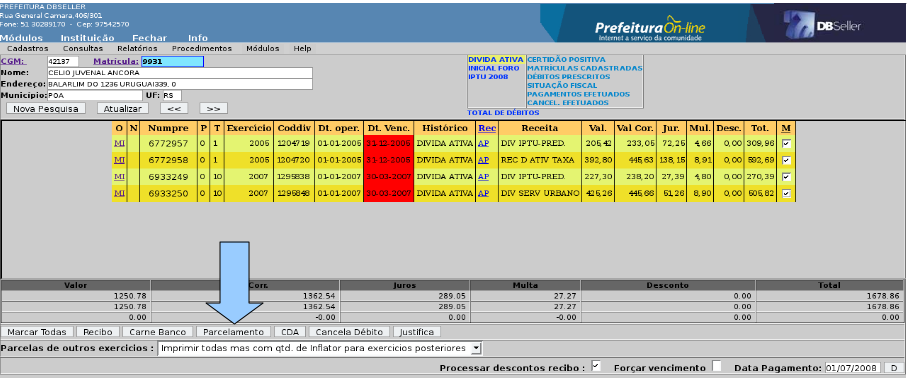 PREFEITURA DBSELLER
Rua General Camara,406/301
Fone: 51 30289170 - Cep: 97542570
Prefeitura On-line
Internet a serviço da comunidade
DBSeller
Módulos Instituição Fechar Info
Cadastros Consultas Relatórios Procedimentos Módulos Help
CGM: 42187 Matricula: 9931
Nome: CELIO JUVENAL ANCORA
Endereço: BALARLIM DO 1236 URUGUAI339, 0
Município: POA UF: RS
Nova Pesquisa Atualizar << >>
DIVIDA ATIVA
INICIAL FORO
IPTU 2008
CERTIDÃO POSITIVA
MATRÍCULAS CADASTRADAS
DÉBITOS PRESCRITOS
SITUAÇÃO FISCAL
PAGAMENTOS EFETUADOS
CANCEL. EFETUADOS
TOTAL DE DÉBITOS
O N Numpre P T Exercício Coddiv Dt. oper. Dt. Venc. Histórico Rec Receita Val. Val Cor. Jur. Mul. Desc. Tot. M
MI 6772957 0 1 2005 1204719 01-01-2005 31-12-2005 DIVIDA ATIVA AP DIV IPTU-PRED. 205,42 233,05 72,25 4,66 0,00 309,96
MI 6772958 0 1 2005 1204720 01-01-2005 31-12-2005 DIVIDA ATIVA AP REC D ATIV TAXA 392,80 445,63 138,15 8,91 0,00 592,69
MI 6933249 0 10 2007 1295838 01-01-2007 30-03-2007 DIVIDA ATIVA AP DIV IPTU-PRED. 227,30 238,20 27,39 4,80 0,00 270,39
MI 6933250 0 10 2007 1295848 01-01-2007 30-03-2007 DIVIDA ATIVA AP DIV SERV URBANO 425,26 445,66 51,26 8,90 0,00 505,82
Valor Corr. Juros Multa Desconto Total
1250.78 1362.54 289.05 27.27 0.00 1678.86
1250.78 1362.54 289.05 27.27 0.00 1678.86
0.00 -0.00 0.00 -0.00 0.00 0.00
Marcar Todas Recibo Carne Banco Parcelamento CDA Cancela Débito Justifica
Parcelas de outros exercicios : Imprimir todas mas com qtd. de Inflator para exercicios posteriores
Processar descontos recibo : Forçar vencimento Data Pagamento: 01/07/2008 D